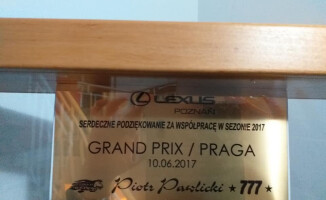 LEXUS
POZNAŃ
SERDECZNE PODZIĘKOWANIE ZA WSPÓŁPRACĘ W SEZONIE 2017
GRAND PRIX / PRAGA
10.06.2017
Piotr Pawlicki ★ 777 ★